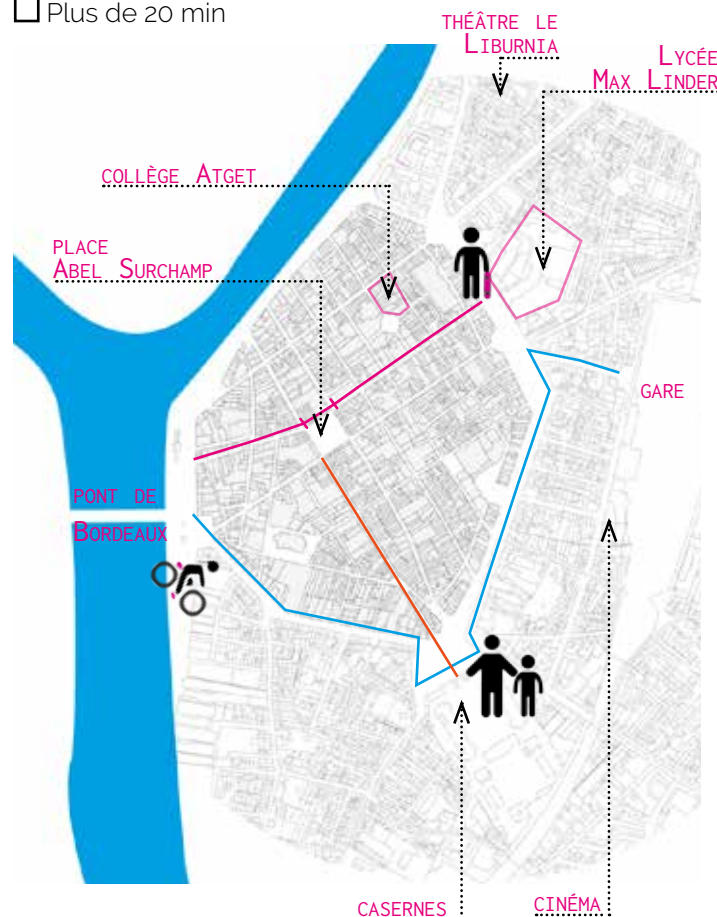 Plus de 20 min
THÉÂTRE LE
LIBURNIA
LYCÉE
MAX LINDER
COLLÈGE ATGET
PLACE
ABEL SURCHAMP
GARE
PONT DE
BORDEAUX
CASERNES
CINÉMA